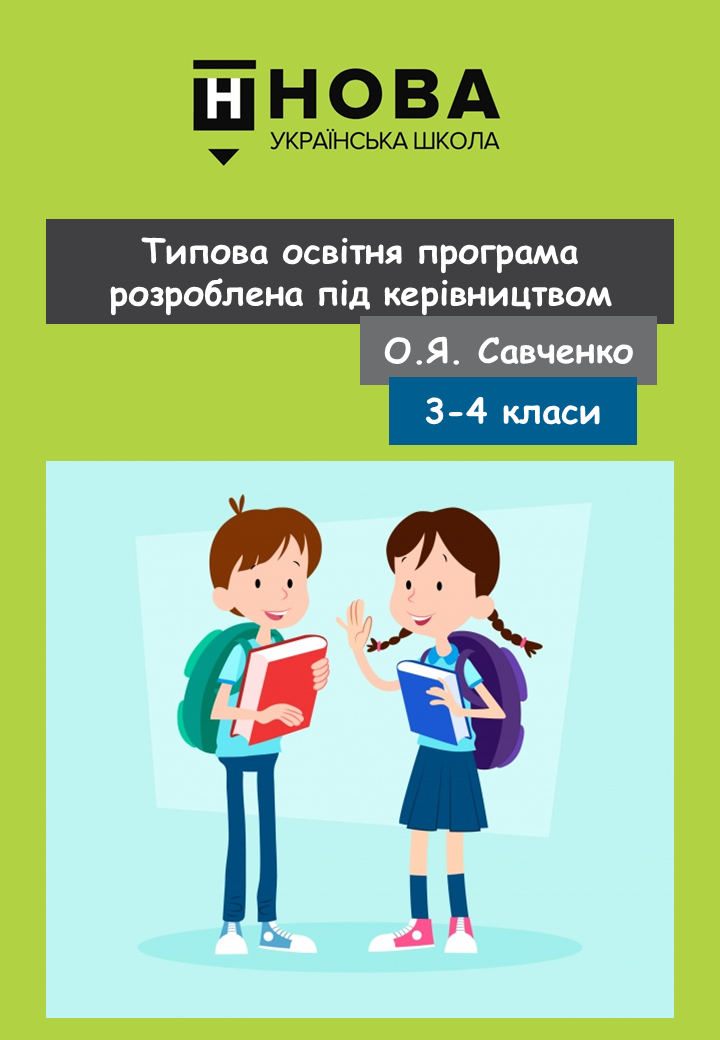 Н НОВА
УКРАЇНСЬКА ШКОЛА
Типова освітня програма
розроблена під керівництвом
О.Я. Савченко
3-4 класи